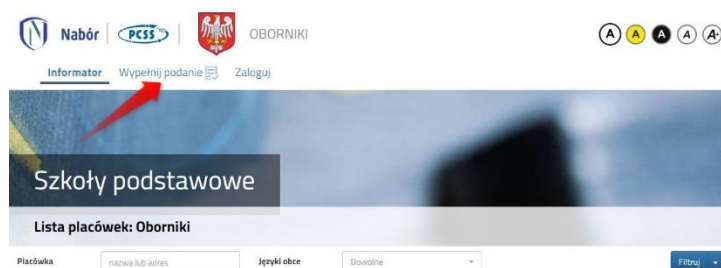 Nabór PCSS OBORNIKI A A A A A+
Informator Wypełnij podanie Zaloguj
Szkoły podstawowe
Lista placówek: Oborniki
Placówka nazwa lub adres Języki obce Dowolne Filtruj